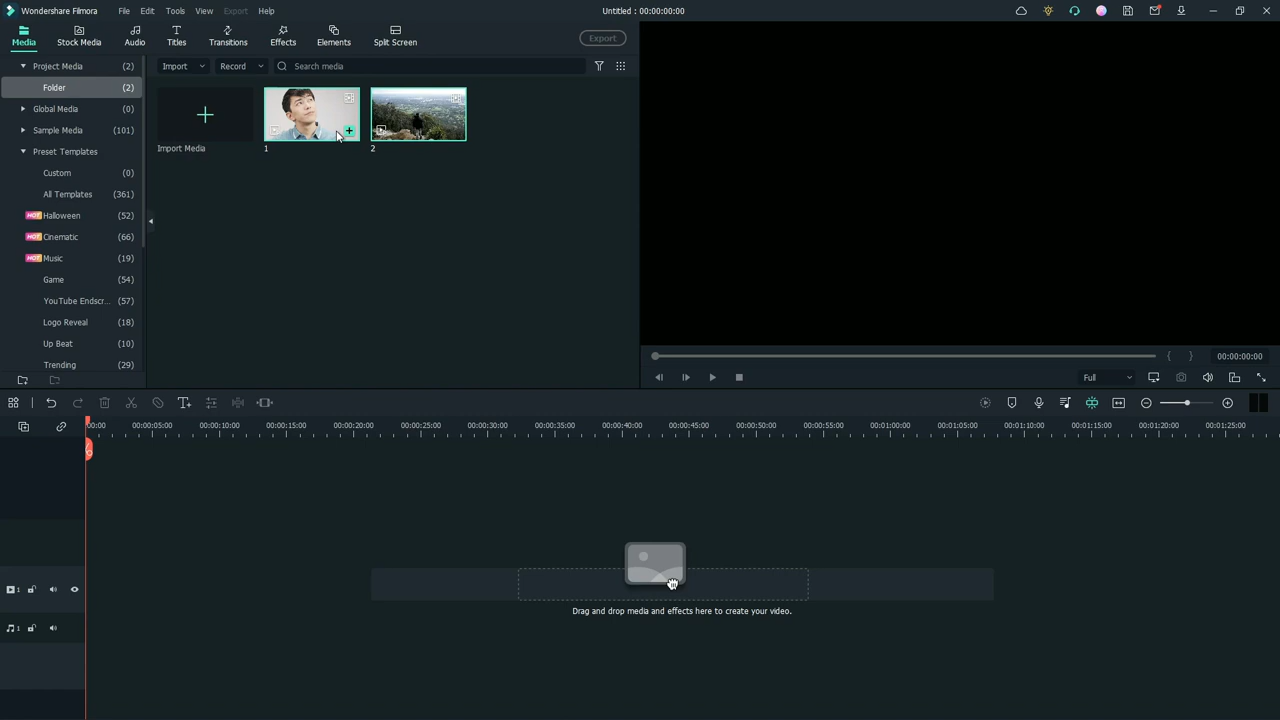 Wondershare Filmora File Edit Tools View Export Help Untitled : 00:00:00:00
Media Stock Media Audio Titles Transitions Effects Elements Split Screen Export
Project Media (2) Import Record Search media
Folder (2)
Global Media (0)
Sample Media (101)
Import Media 1 2
Preset Templates
Custom (0)
All Templates (361)
HOT Halloween (52)
HOT Cinematic (66)
HOT Music (19)
Game (54)
YouTube Endscr... (57)
Logo Reveal (18)
Up Beat (10)
Trending (29)
{ } 00:00:00:00
Full
00:00 00:00:05:00 00:00:10:00 00:00:15:00 00:00:20:00 00:00:25:00 00:00:30:00 00:00:35:00 00:00:40:00 00:00:45:00 00:00:50:00 00:00:55:00 00:01:00:00 00:01:05:00 00:01:10:00 00:01:15:00 00:01:20:00 00:01:25:00
1
Drag and drop media and effects here to create your video.
1